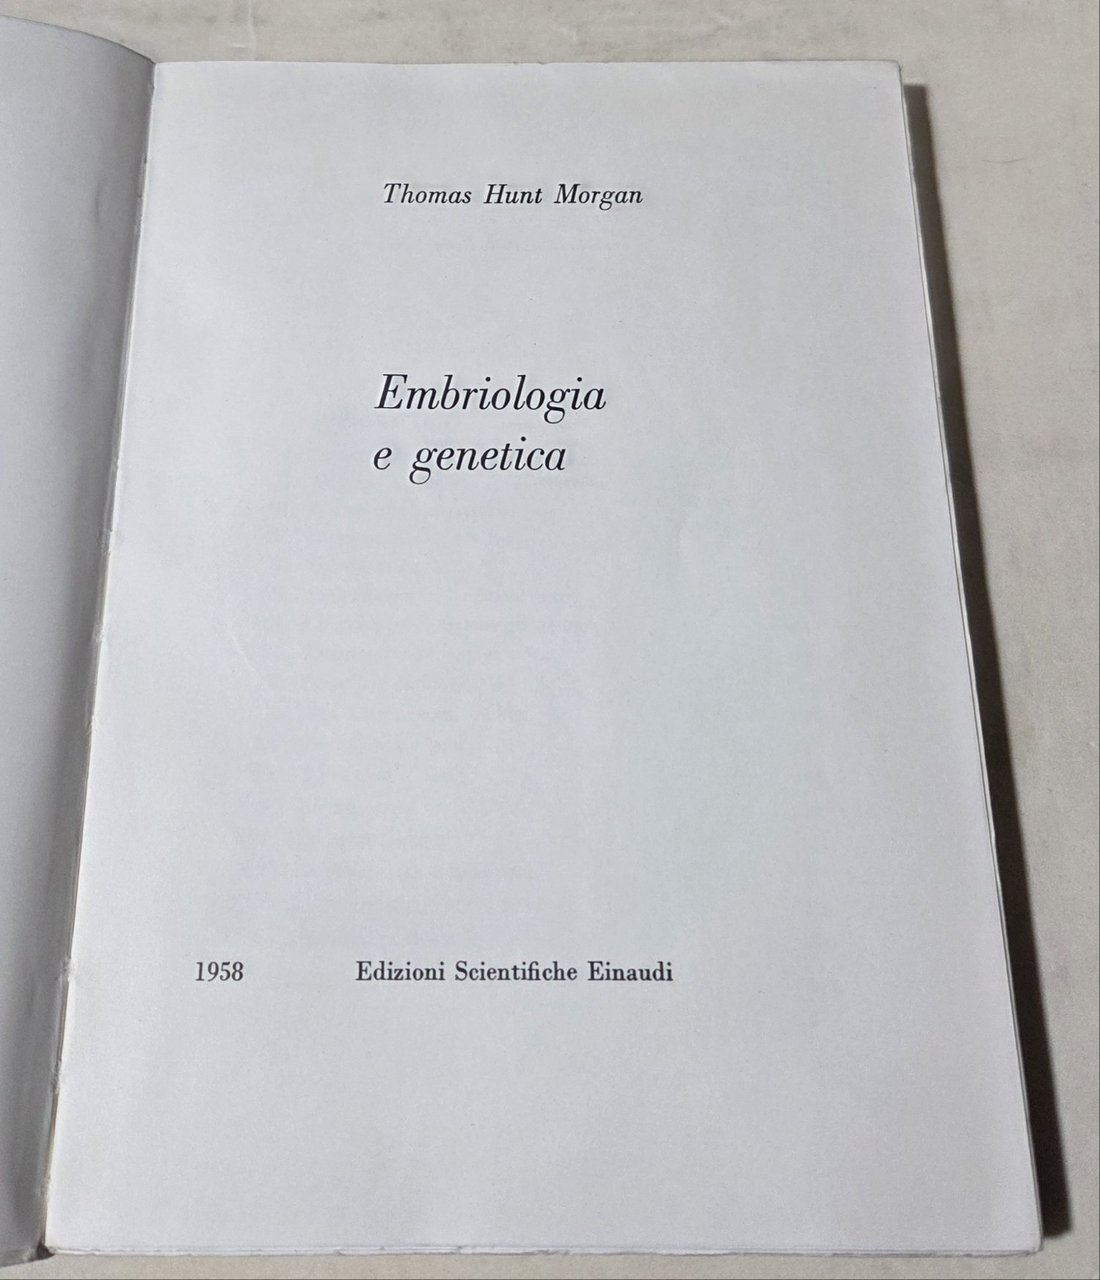 Thomas Hunt Morgan
Embriologia
e genetica
1958 Edizioni Scientifiche Einaudi